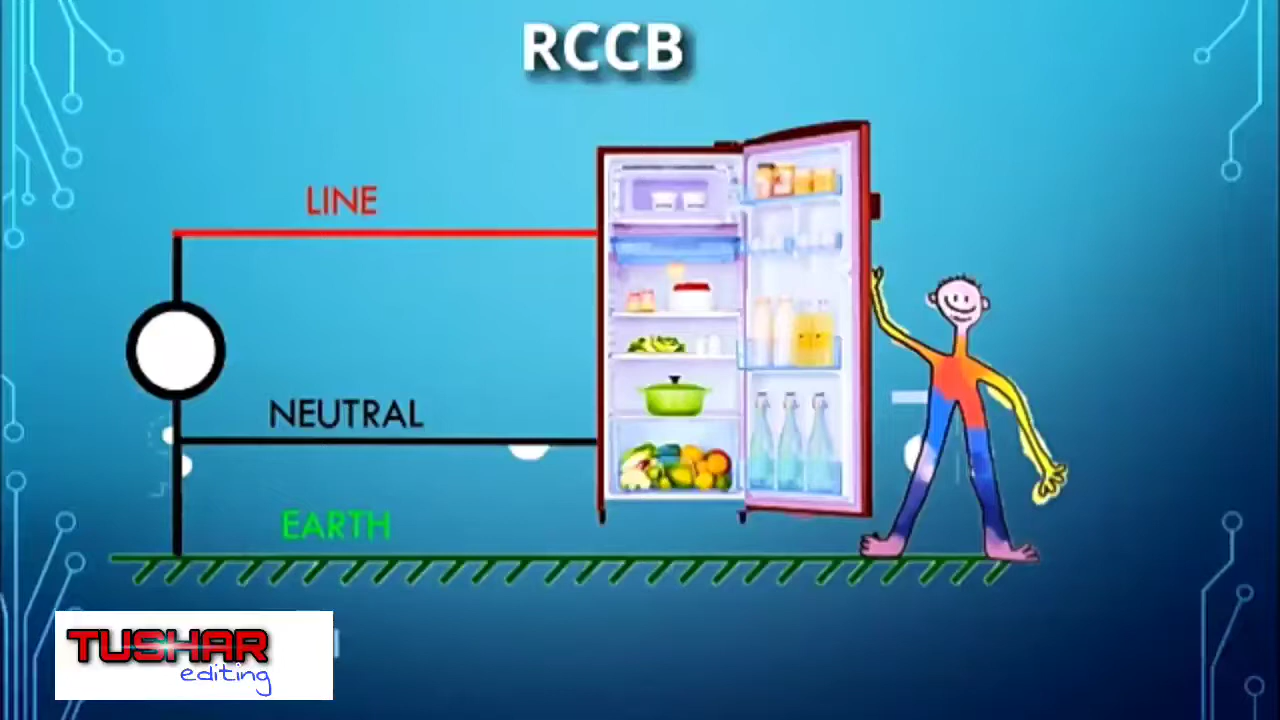 RCCB
LINE
NEUTRAL
EARTH
TUSHAR
editing